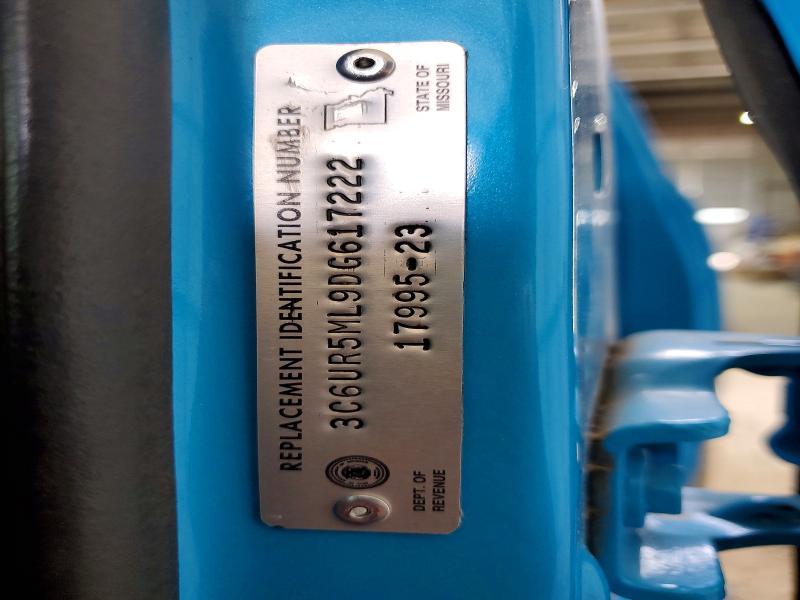 REPLACEMENT IDENTIFICATION NUMBER
3C6UR5ML9DG617222
17995-23
DEPT. OF
REVENUE
STATE OF
MISSOURI